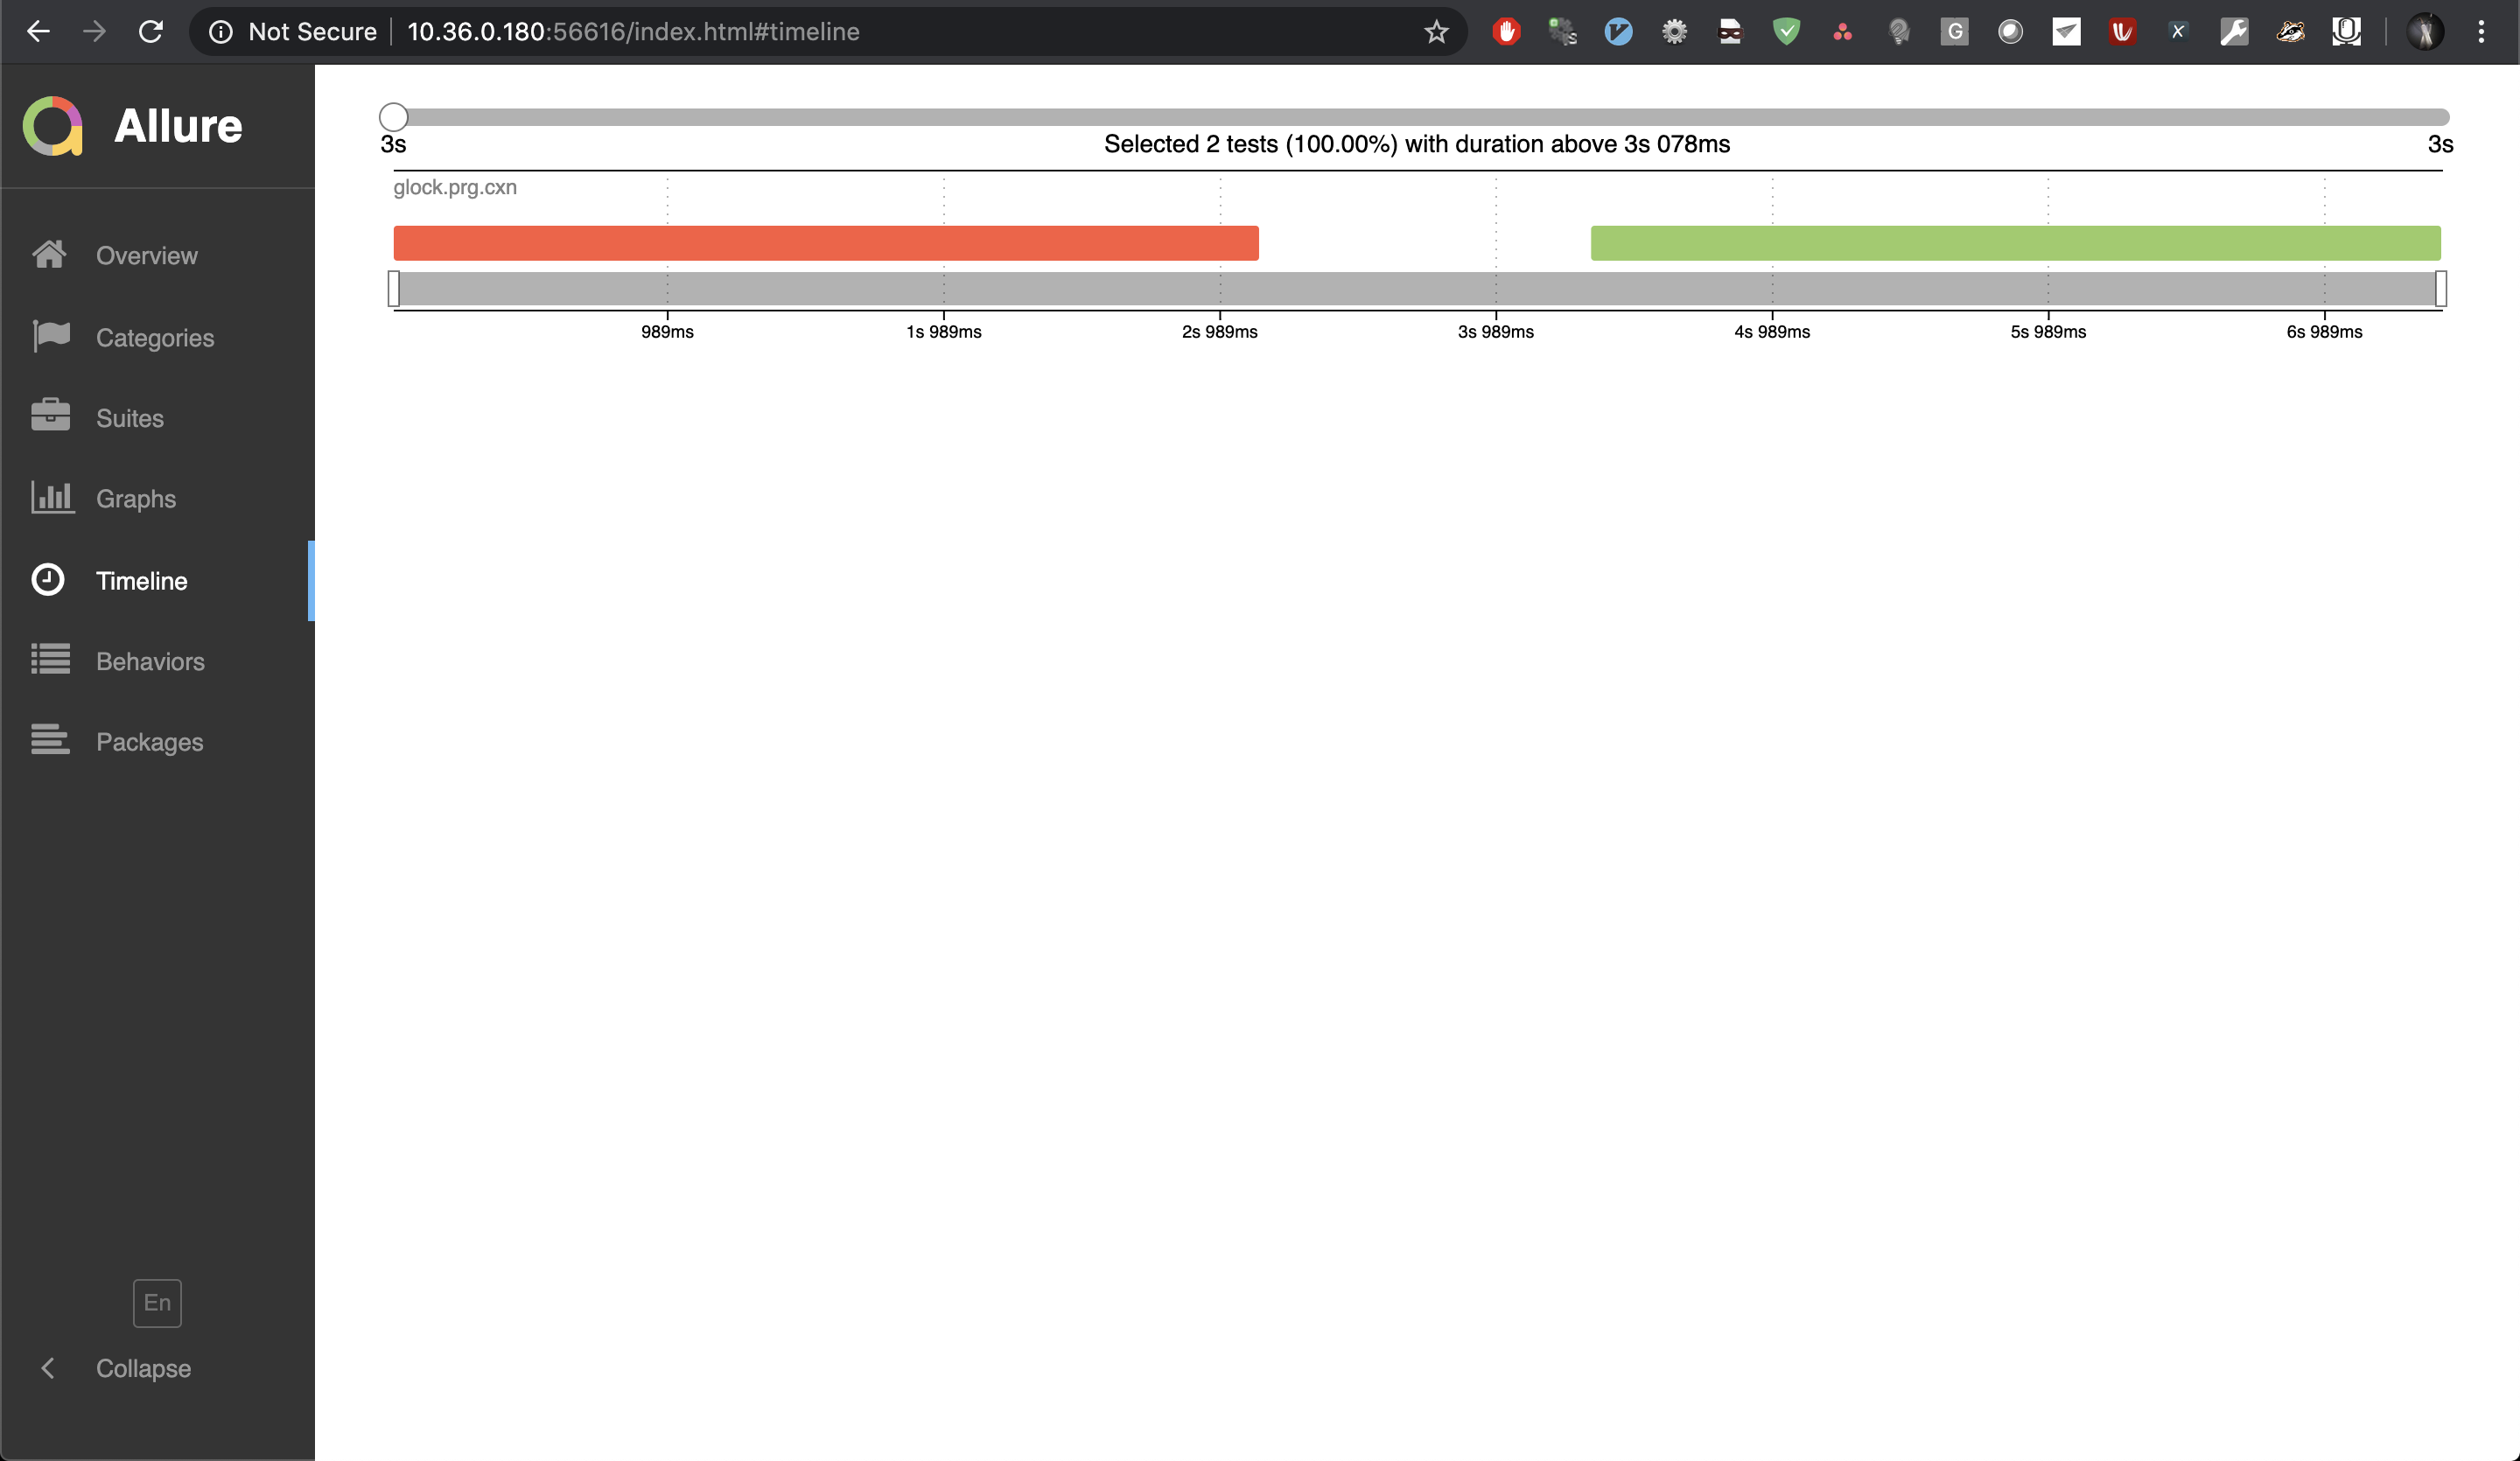 Not Secure 10.36.0.180:56616/index.html#timeline
Allure
Overview
Categories
Suites
Graphs
Timeline
Behaviors
Packages
En
Collapse
3s Selected 2 tests (100.00%) with duration above 3s 078ms 3s
glock.prg.cxn
989ms 1s 989ms 2s 989ms 3s 989ms 4s 989ms 5s 989ms 6s 989ms